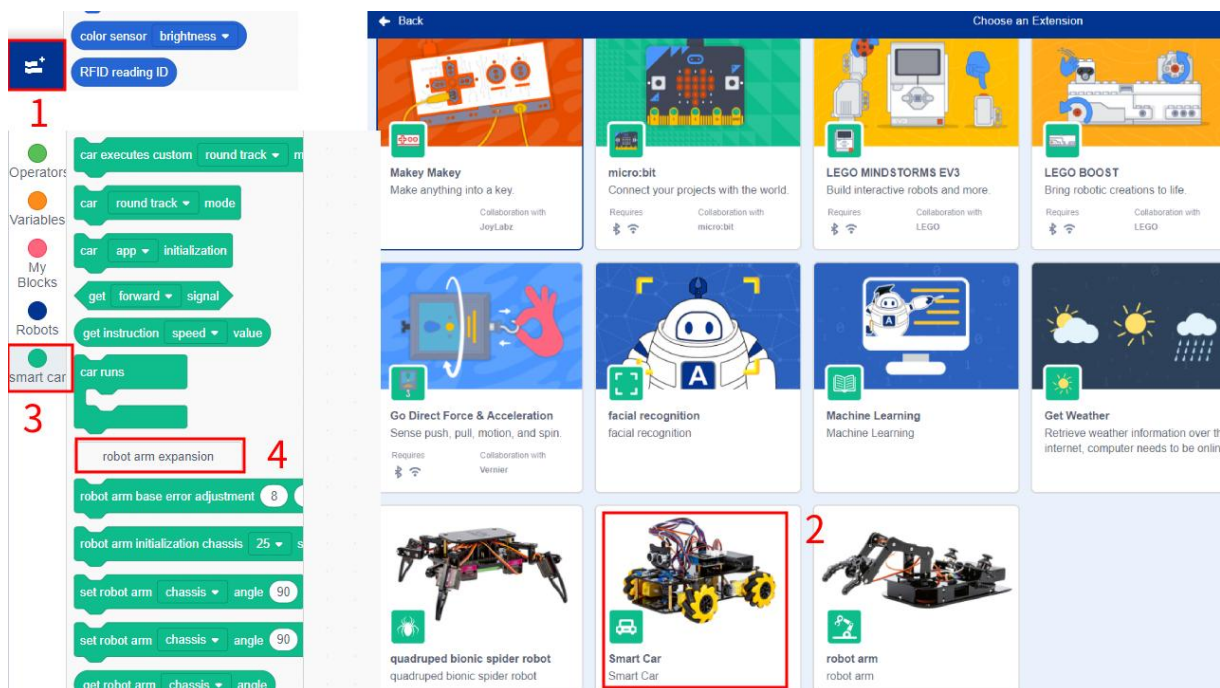 color sensor brightness
RFID reading ID
1
Operators
Variables
My
Blocks
Robots
smart car
3
car executes custom round track m
car round track mode
car app initialization
get forward signal
get instruction speed value
car runs
robot arm expansion
4
robot arm base error adjustment 8
robot arm initialization chassis 25 s
set robot arm chassis angle 90
set robot arm chassis angle 90
get robot arm chassis angle
Back
Choose an Extension
Makey Makey
Make anything into a key.
Collaboration with
JoyLabz
micro:bit
Connect your projects with the world.
Requires
Collaboration with
micro:bit
LEGO MINDSTORMS EV3
Build interactive robots and more.
Requires
Collaboration with
LEGO
LEGO BOOST
Bring robotic creations to life.
Requires
Collaboration with
LEGO
Go Direct Force & Acceleration
Sense push, pull, motion, and spin.
Requires
Collaboration with
Vernier
A
facial recognition
facial recognition
A
Machine Learning
Machine Learning
Get Weather
Retrieve weather information over th
internet, computer needs to be onlin
quadruped bionic spider robot
quadruped bionic spider robot
2
Smart Car
Smart Car
robot arm
robot arm